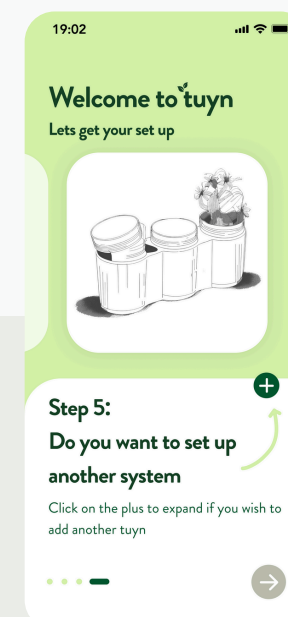 19:02
Welcome to tuyn
Lets get your set up
Step 5:
Do you want to set up
another system
Click on the plus to expand if you wish to
add another tuyn